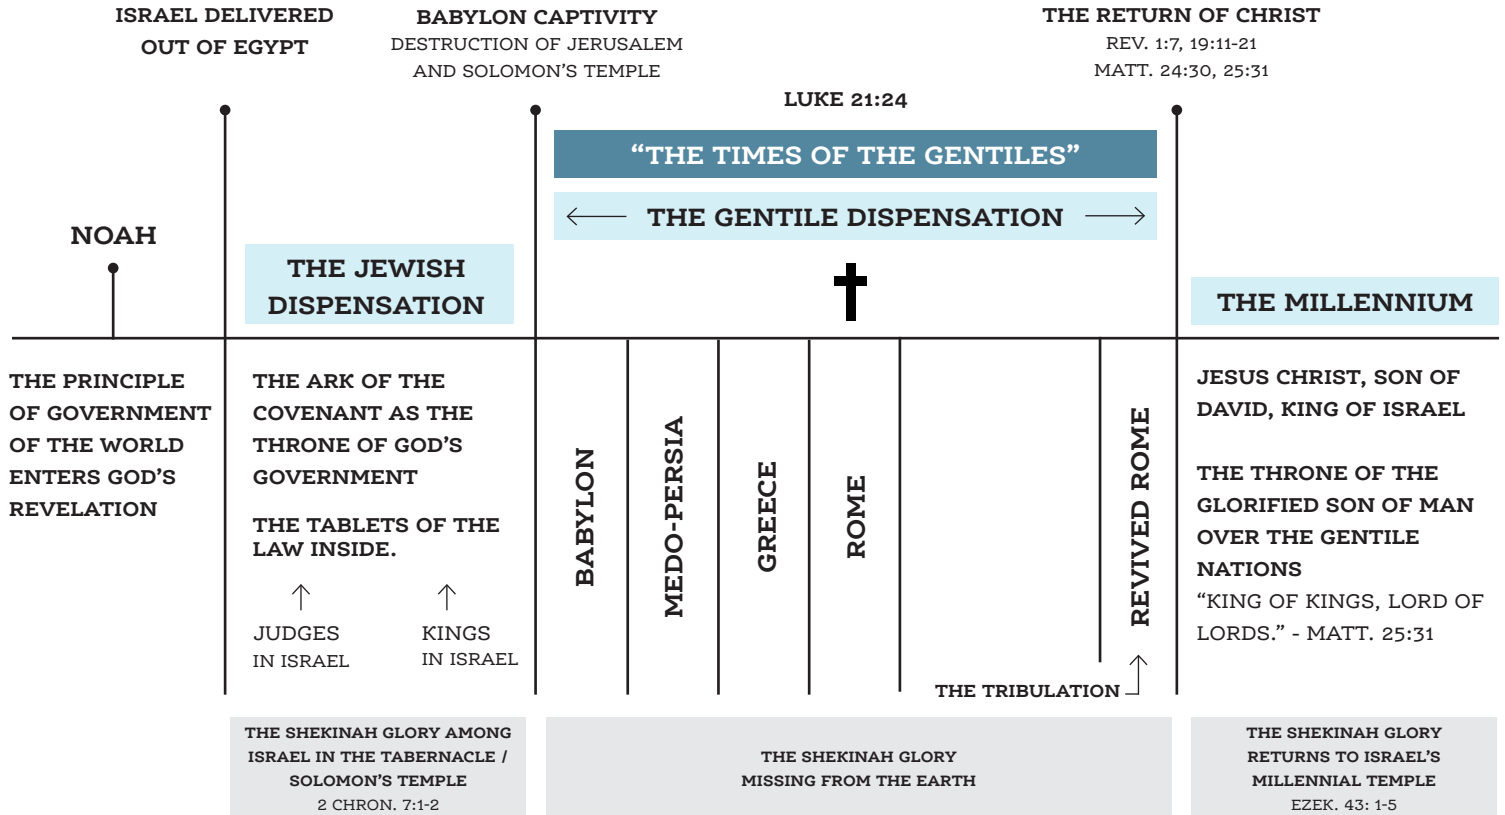 ISRAEL DELIVERED
OUT OF EGYPT
BABYLON CAPTIVITY
DESTRUCTION OF JERUSALEM
AND SOLOMON'S TEMPLE
THE RETURN OF CHRIST
REV. 1:7, 19:11-21
MATT. 24:30, 25:31
LUKE 21:24
“THE TIMES OF THE GENTILES”
THE GENTILE DISPENSATION
NOAH
THE JEWISH
DISPENSATION
THE MILLENNIUM
THE PRINCIPLE
OF GOVERNMENT
OF THE WORLD
ENTERS GOD'S
REVELATION
THE ARK OF THE
COVENANT AS THE
THRONE OF GOD'S
GOVERNMENT
THE TABLETS OF THE
LAW INSIDE.
JUDGES
IN ISRAEL
KINGS
IN ISRAEL
BABYLON
MEDO-PERSIA
GREECE
ROME
REVIVED ROME
THE TRIBULATION
JESUS CHRIST, SON OF
DAVID, KING OF ISRAEL
THE THRONE OF THE
GLORIFIED SON OF MAN
OVER THE GENTILE
NATIONS
“KING OF KINGS, LORD OF
LORDS.” - MATT. 25:31
THE SHEKINAH GLORY AMONG
ISRAEL IN THE TABERNACLE /
SOLOMON'S TEMPLE
2 CHRON. 7:1-2
THE SHEKINAH GLORY
MISSING FROM THE EARTH
THE SHEKINAH GLORY
RETURNS TO ISRAEL'S
MILLENNIAL TEMPLE
EZEK. 43: 1-5